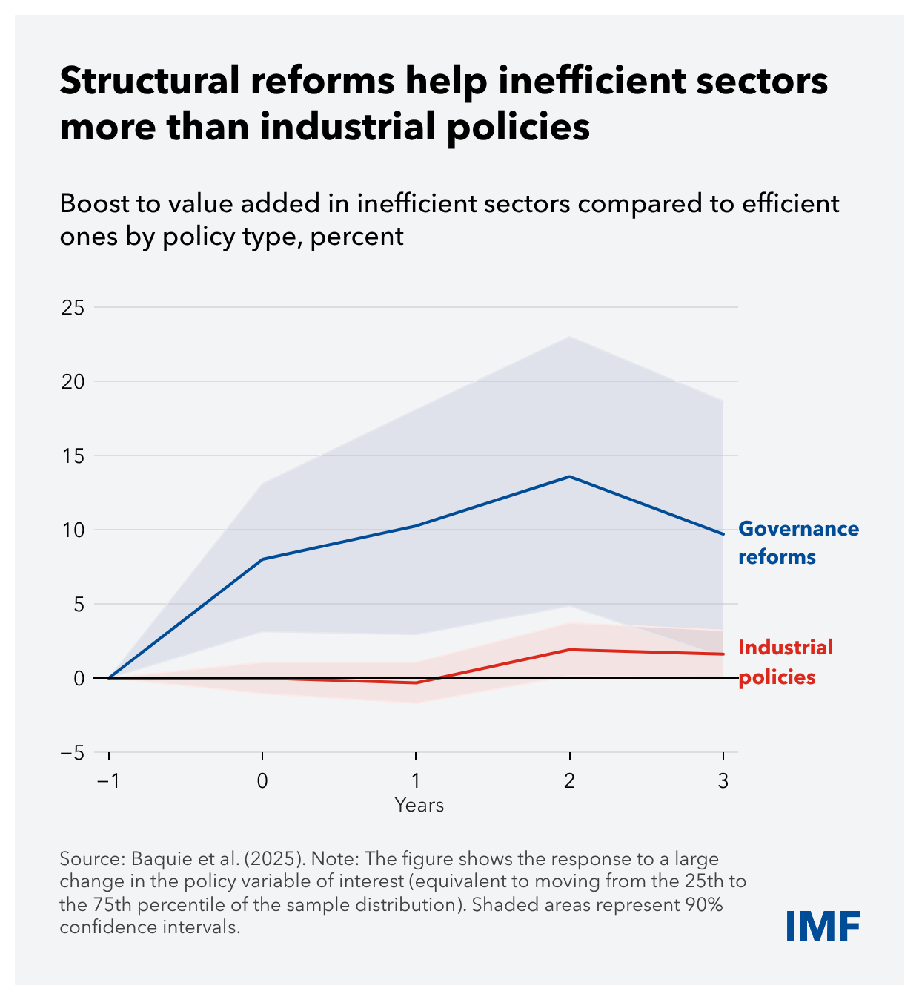 Structural reforms help inefficient sectors
more than industrial policies
Boost to value added in inefficient sectors compared to efficient
ones by policy type, percent
25
20
15
10
5
0
−5
Governance
reforms
Industrial
policies
−1 0 1 2 3
Years
Source: Baquie et al. (2025). Note: The figure shows the response to a large
change in the policy variable of interest (equivalent to moving from the 25th to
the 75th percentile of the sample distribution). Shaded areas represent 90%
confidence intervals.
IMF